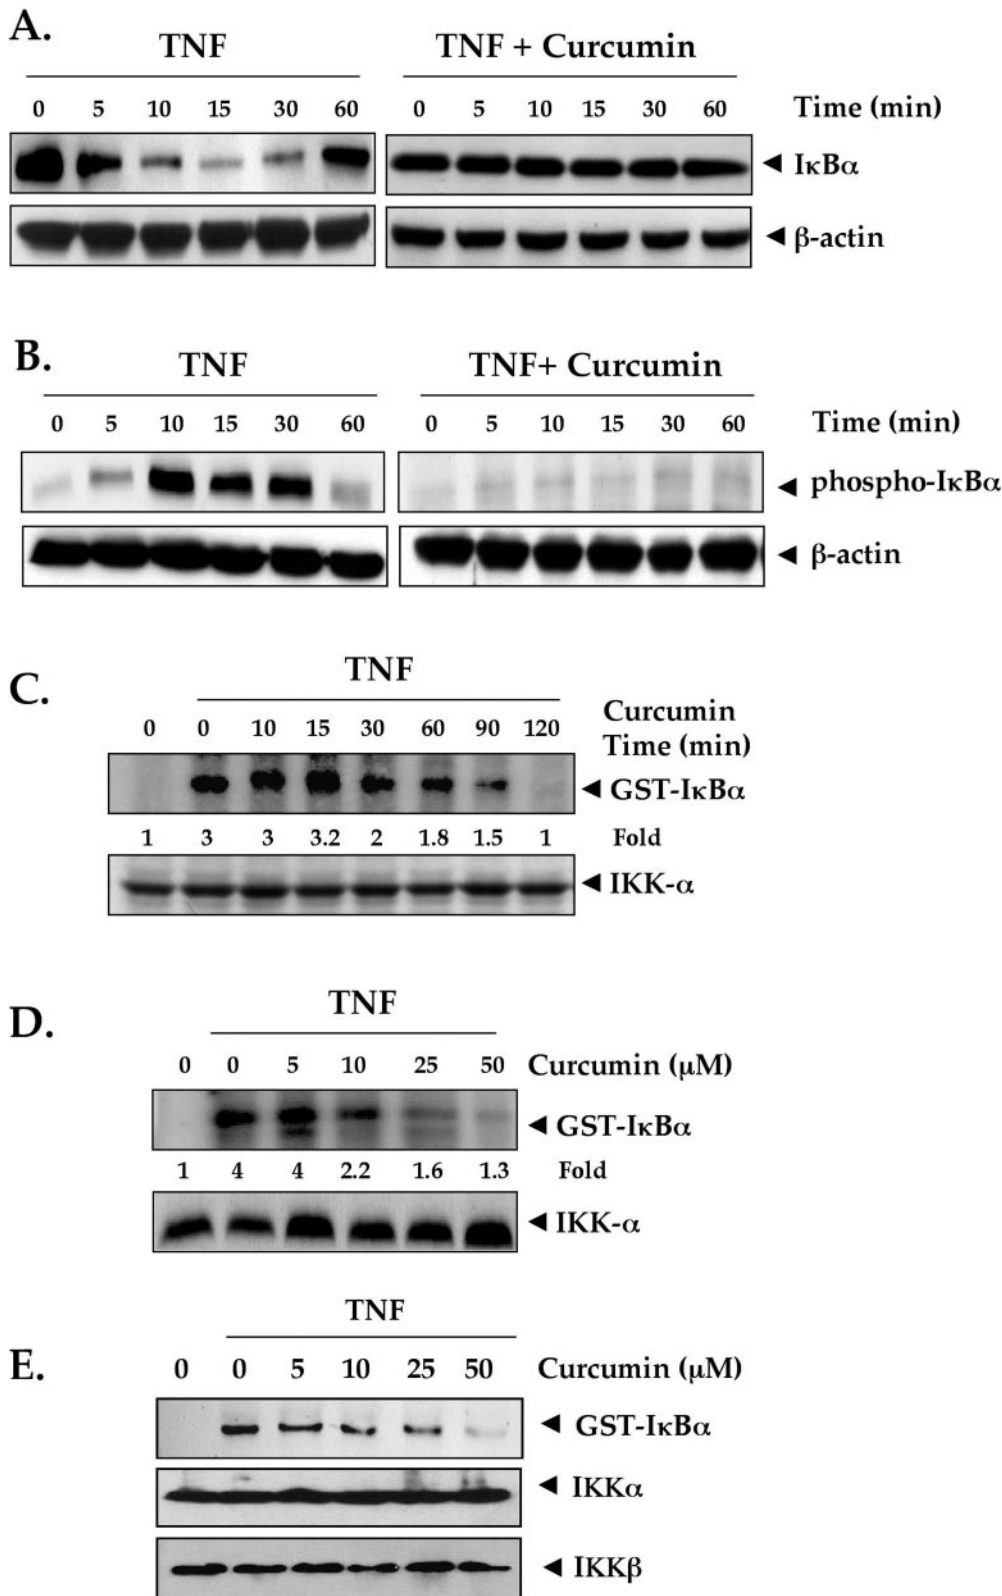 A.
TNF TNF + Curcumin
0 5 10 15 30 60 0 5 10 15 30 60 Time (min)
◄ IκBα
◄ β-actin
B.
TNF TNF+ Curcumin
0 5 10 15 30 60 0 5 10 15 30 60 Time (min)
◄ phospho-IκBα
◄ β-actin
C.
TNF
0 0 10 15 30 60 90 120 Curcumin
Time (min)
◄ GST-IκBα
1 3 3 3.2 2 1.8 1.5 1 Fold
◄ IKK-α
D.
TNF
0 0 5 10 25 50 Curcumin (μM)
◄ GST-IκBα
1 4 4 2.2 1.6 1.3 Fold
◄ IKK-α
TNF
E.
0 0 5 10 25 50 Curcumin (μM)
◄ GST-IκBα
◄ IKKα
◄ IKKβ